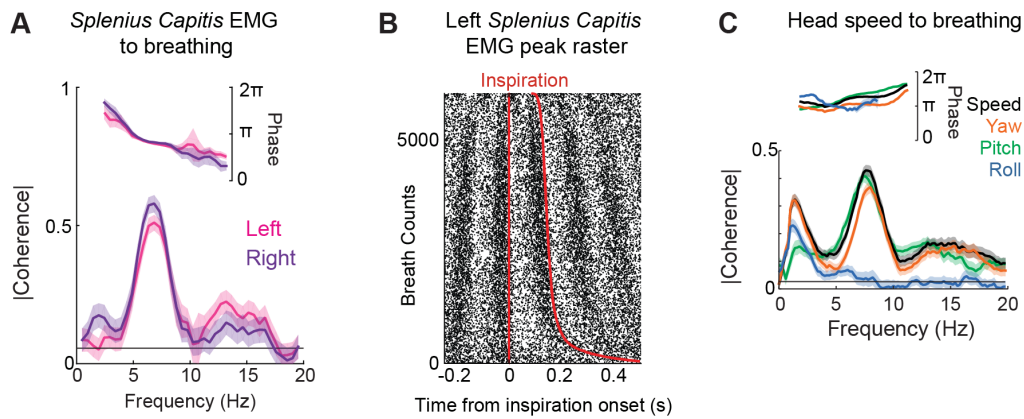 A
Splenius Capitis EMG
to breathing
1
2π
π
0
Phase
|Coherence|
0.5
Left
Right
0
0
5
10
15
20
Frequency (Hz)
B
Left Splenius Capitis
EMG peak raster
Inspiration
5000
Breath Counts
0
-0.2
0
0.2
0.4
Time from inspiration onset (s)
C
Head speed to breathing
2π
π
0
Phase
Speed
Yaw
Pitch
Roll
0.5
|Coherence|
0
0
5
10
15
20
Frequency (Hz)